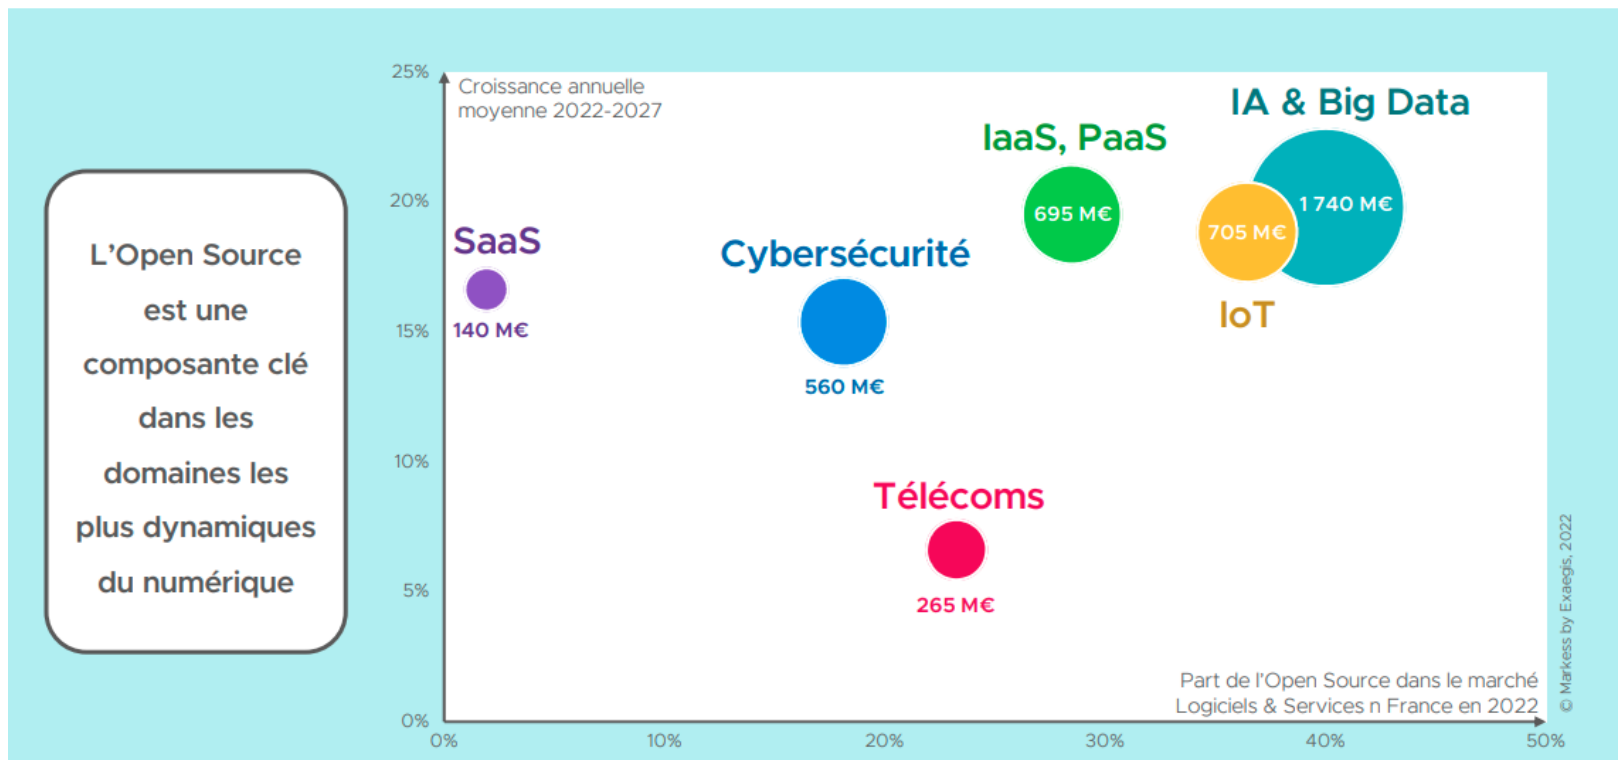 L'Open Source
est une
composante clé
dans les
domaines les
plus dynamiques
du numérique
25%
20%
15%
10%
5%
0%
Croissance annuelle
moyenne 2022-2027
SaaS
140 M€
Cybersécurité
560 M€
IaaS, PaaS
695 M€
IA & Big Data
1 740 M€
705 M€
IoT
Télécoms
265 M€
Part de l'Open Source dans le marché
Logiciels & Services n France en 2022
0%
10%
20%
30%
40%
50%
© Markess by Exaegis, 2022